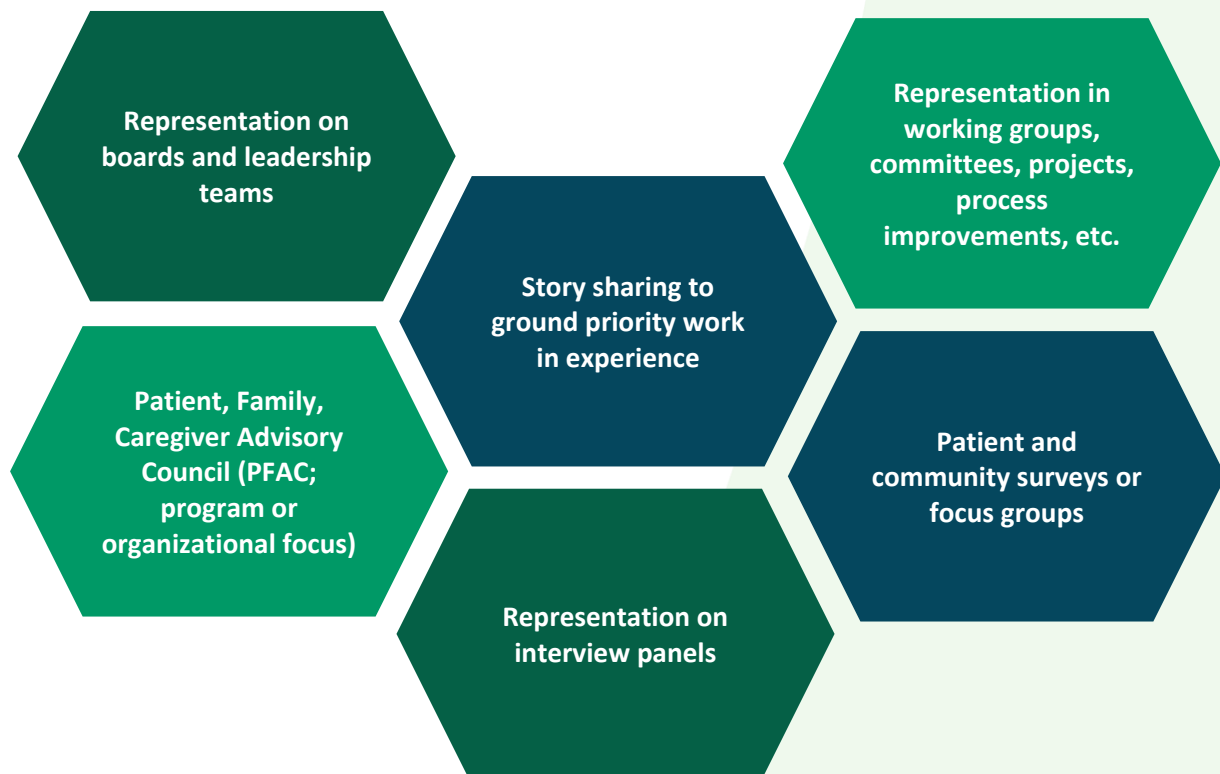 Representation on
boards and leadership
teams
Representation in
working groups,
committees, projects,
process
improvements, etc.
Story sharing to
ground priority work
in experience
Patient, Family,
Caregiver Advisory
Council (PFAC;
program or
organizational focus)
Patient and
community surveys or
focus groups
Representation on
interview panels